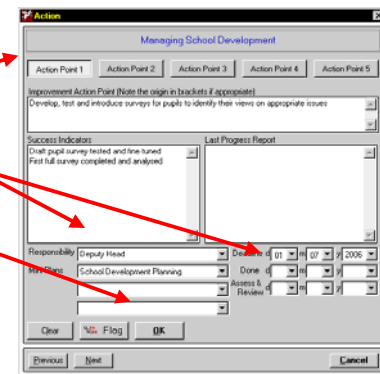 Action
Managing School Development
Action Point 1 Action Point 2 Action Point 3 Action Point 4 Action Point 5
Improvement Action Point (Note the origin in brackets if appropriate)
Develop, test and introduce surveys for pupils to identify their views on appropriate issues
Success Indicators Last Progress Report
Draft pupil survey tested and fine tuned
First full survey completed and analysed
Responsibility Deputy Head Deadline d 01 m 07 y 2006
Mini Plans School Development Planning Done d m y
Assess & Review d m y
Clear Flag OK
Previous Next Cancel